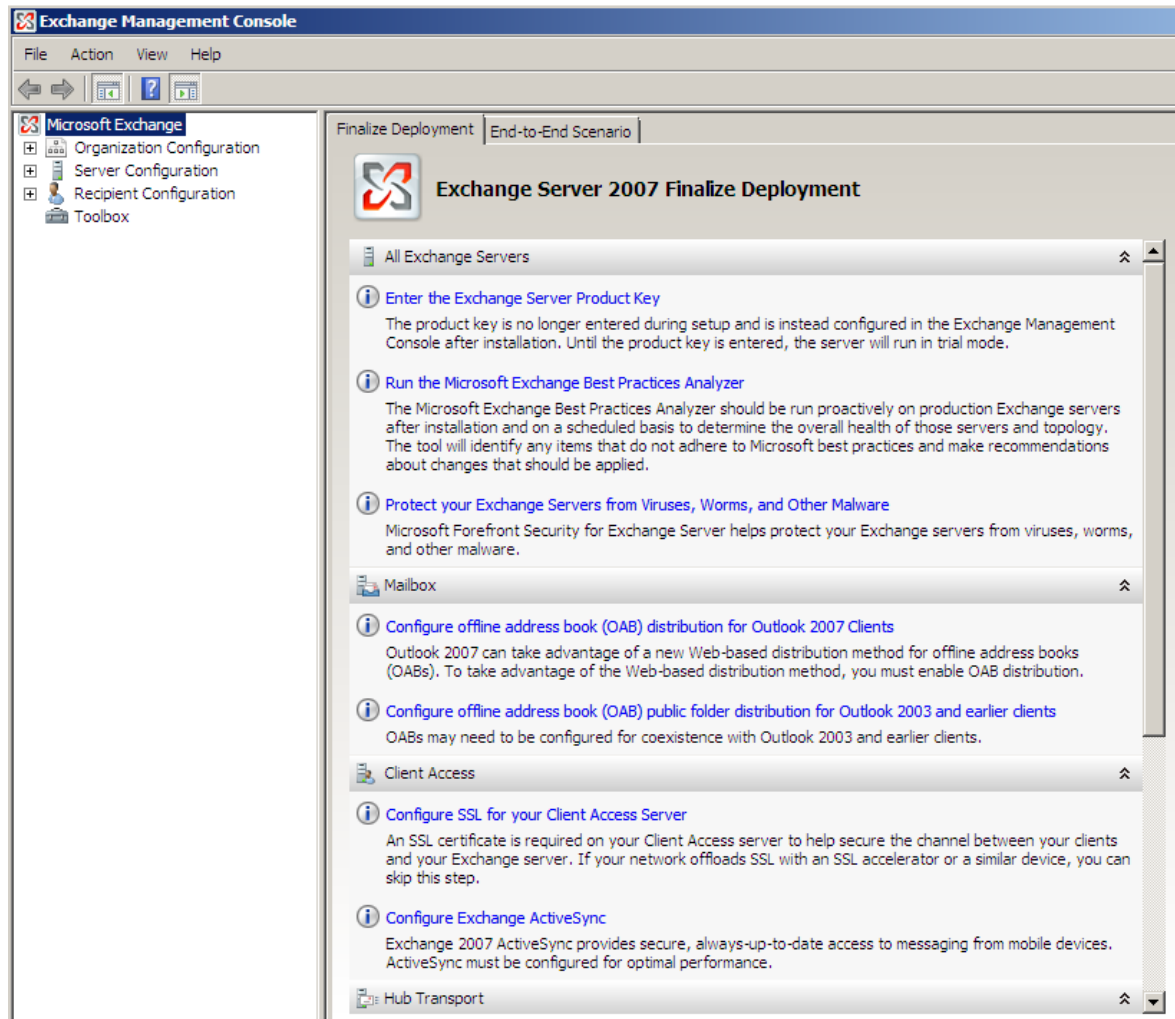 Exchange Management Console
File Action View Help
Microsoft Exchange
Organization Configuration
Server Configuration
Recipient Configuration
Toolbox
Finalize Deployment End-to-End Scenario
Exchange Server 2007 Finalize Deployment
All Exchange Servers
Enter the Exchange Server Product Key
The product key is no longer entered during setup and is instead configured in the Exchange Management
Console after installation. Until the product key is entered, the server will run in trial mode.
Run the Microsoft Exchange Best Practices Analyzer
The Microsoft Exchange Best Practices Analyzer should be run proactively on production Exchange servers
after installation and on a scheduled basis to determine the overall health of those servers and topology.
The tool will identify any items that do not adhere to Microsoft best practices and make recommendations
about changes that should be applied.
Protect your Exchange Servers from Viruses, Worms, and Other Malware
Microsoft Forefront Security for Exchange Server helps protect your Exchange servers from viruses, worms,
and other malware.
Mailbox
Configure offline address book (OAB) distribution for Outlook 2007 Clients
Outlook 2007 can take advantage of a new Web-based distribution method for offline address books
(OABs). To take advantage of the Web-based distribution method, you must enable OAB distribution.
Configure offline address book (OAB) public folder distribution for Outlook 2003 and earlier clients
OABs may need to be configured for coexistence with Outlook 2003 and earlier clients.
Client Access
Configure SSL for your Client Access Server
An SSL certificate is required on your Client Access server to help secure the channel between your clients
and your Exchange server. If your network offloads SSL with an SSL accelerator or a similar device, you can
skip this step.
Configure Exchange ActiveSync
Exchange 2007 ActiveSync provides secure, always-up-to-date access to messaging from mobile devices.
ActiveSync must be configured for optimal performance.
Hub Transport